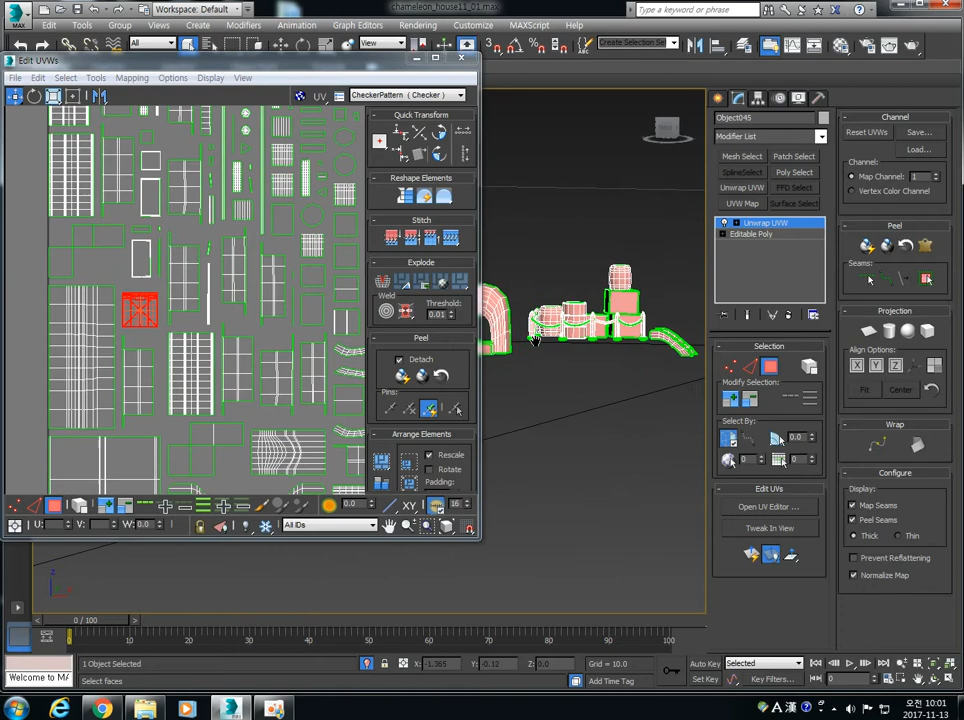 MAX
Workspace: Default
chameleon_house11_01.max
Type a keyword or phrase
Edit
Tools
Group
Views
Create
Modifiers
Animation
Graph Editors
Rendering
Customize
MAXScript
Help
All
View
Create Selection Se
Edit UVWs
File
Edit
Select
Tools
Mapping
Options
Display
View
UV
CheckerPattern ( Checker )
Quick Transform
Reshape Elements
Stitch
Explode
Weld
Threshold:
0.01
Peel
Detach
Pins:
Arrange Elements
Rescale
Rotate
Padding:
0.0
XY
16
U:
V:
W:
0.0
All IDs
Object045
Modifier List
Mesh Select
Patch Select
SplineSelect
Poly Select
Unwrap UVW
FFD Select
UVW Map
Surface Select
Unwrap UVW
Editable Poly
Selection
Modify Selection:
Select By:
0.0
0
0
Edit UVs
Open UV Editor ...
Tweak In View
Channel
Reset UVWs
Save...
Load...
Channel:
Map Channel:
1
Vertex Color Channel
Peel
Seams:
Projection
Align Options:
X
Y
Z
Fit
Center
Wrap
Configure
Display:
Map Seams
Peel Seams
Thick
Thin
Prevent Reflattening
Normalize Map
0 / 100
0
10
20
30
40
50
60
70
80
90
100
1 Object Selected
Select faces
Welcome to MA
X:
-1.365
Y:
-0.12
Z:
0.0
Grid = 10.0
Add Time Tag
Auto Key
Selected
Set Key
Key Filters...
0
A
漢
오전 10:01
2017-11-13